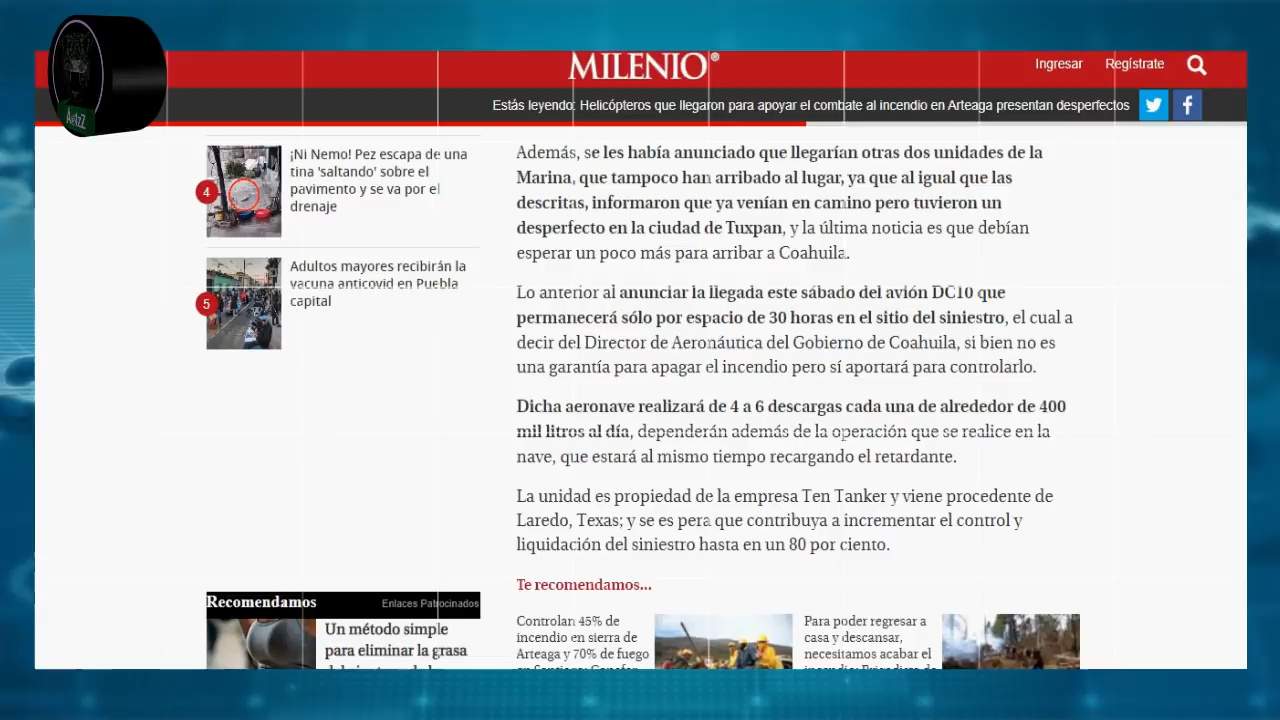 MILENIO®
Ingresar Regístrate
Estás leyendo: Helicópteros que llegaron para apoyar el combate al incendio en Arteaga presentan desperfectos
4
¡Ni Nemo! Pez escapa de una
tina 'saltando' sobre el
pavimento y se va por el
drenaje
5
Adultos mayores recibirán la
vacuna anticovid en Puebla
capital
Además, se les había anunciado que llegarían otras dos unidades de la
Marina, que tampoco han arribado al lugar, ya que al igual que las
descritas, informaron que ya venían en camino pero tuvieron un
desperfecto en la ciudad de Tuxpan, y la última noticia es que debían
esperar un poco más para arribar a Coahuila.
Lo anterior al anunciar la llegada este sábado del avión DC10 que
permanecerá sólo por espacio de 30 horas en el sitio del siniestro, el cual a
decir del Director de Aeronáutica del Gobierno de Coahuila, si bien no es
una garantía para apagar el incendio pero sí aportará para controlarlo.
Dicha aeronave realizará de 4 a 6 descargas cada una de alrededor de 400
mil litros al día, dependerán además de la operación que se realice en la
nave, que estará al mismo tiempo recargando el retardante.
La unidad es propiedad de la empresa Ten Tanker y viene procedente de
Laredo, Texas; y se es pera que contribuya a incrementar el control y
liquidación del siniestro hasta en un 80 por ciento.
Te recomendamos...
Recomendamos Enlaces Patrocinados
Un método simple
para eliminar la grasa
Controlan 45% de
incendio en sierra de
Arteaga y 70% de fuego
Para poder regresar a
casa y descansar,
necesitamos acabar el